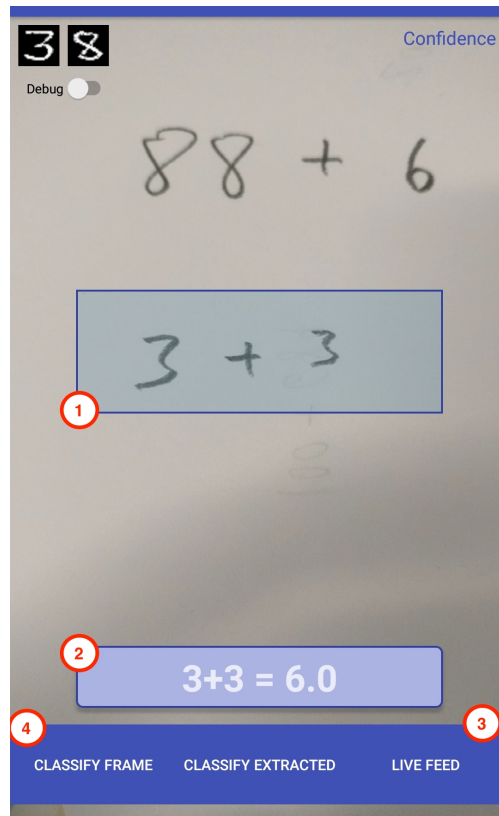 3 8
Confidence
Debug
88 + 6
3 + 3
1
2
3+3 = 6.0
4
3
CLASSIFY FRAME
CLASSIFY EXTRACTED
LIVE FEED